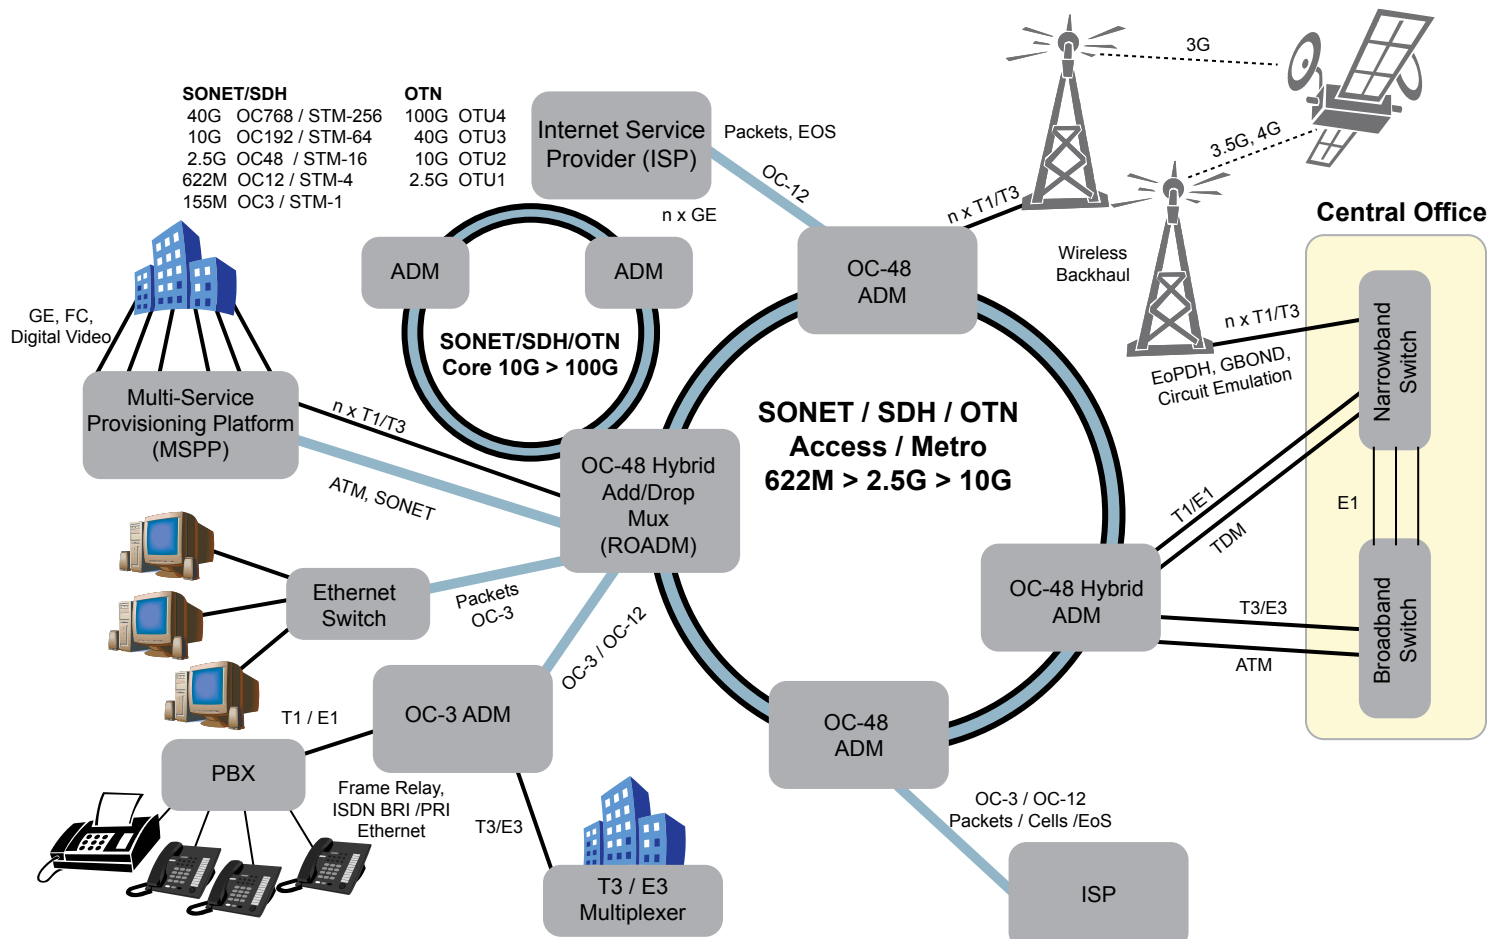 SONET/SDH
40G OC768 / STM-256
10G OC192 / STM-64
2.5G OC48 / STM-16
622M OC12 / STM-4
155M OC3 / STM-1
OTN
100G OTU4
40G OTU3
10G OTU2
2.5G OTU1
Internet Service
Provider (ISP)
Packets, EOS
OC-12
n x GE
3G
3.5G, 4G
n x T1/T3
Wireless
Backhaul
Central Office
ADM
ADM
OC-48
ADM
SONET/SDH/OTN
Core 10G > 100G
GE, FC,
Digital Video
Multi-Service
Provisioning Platform
(MSPP)
n x T1/T3
ATM, SONET
OC-48 Hybrid
Add/Drop
Mux
(ROADM)
SONET / SDH / OTN
Access / Metro
622M > 2.5G > 10G
n x T1/T3
EoPDH, GBOND,
Circuit Emulation
Narrowband
Switch
T1/E1
TDM
E1
OC-48 Hybrid
ADM
T3/E3
ATM
Broadband
Switch
Ethernet
Switch
Packets
OC-3
OC-3 / OC-12
OC-3 ADM
T1 / E1
PBX
Frame Relay,
ISDN BRI /PRI
Ethernet
T3/E3
T3 / E3
Multiplexer
OC-48
ADM
OC-3 / OC-12
Packets / Cells /EoS
ISP